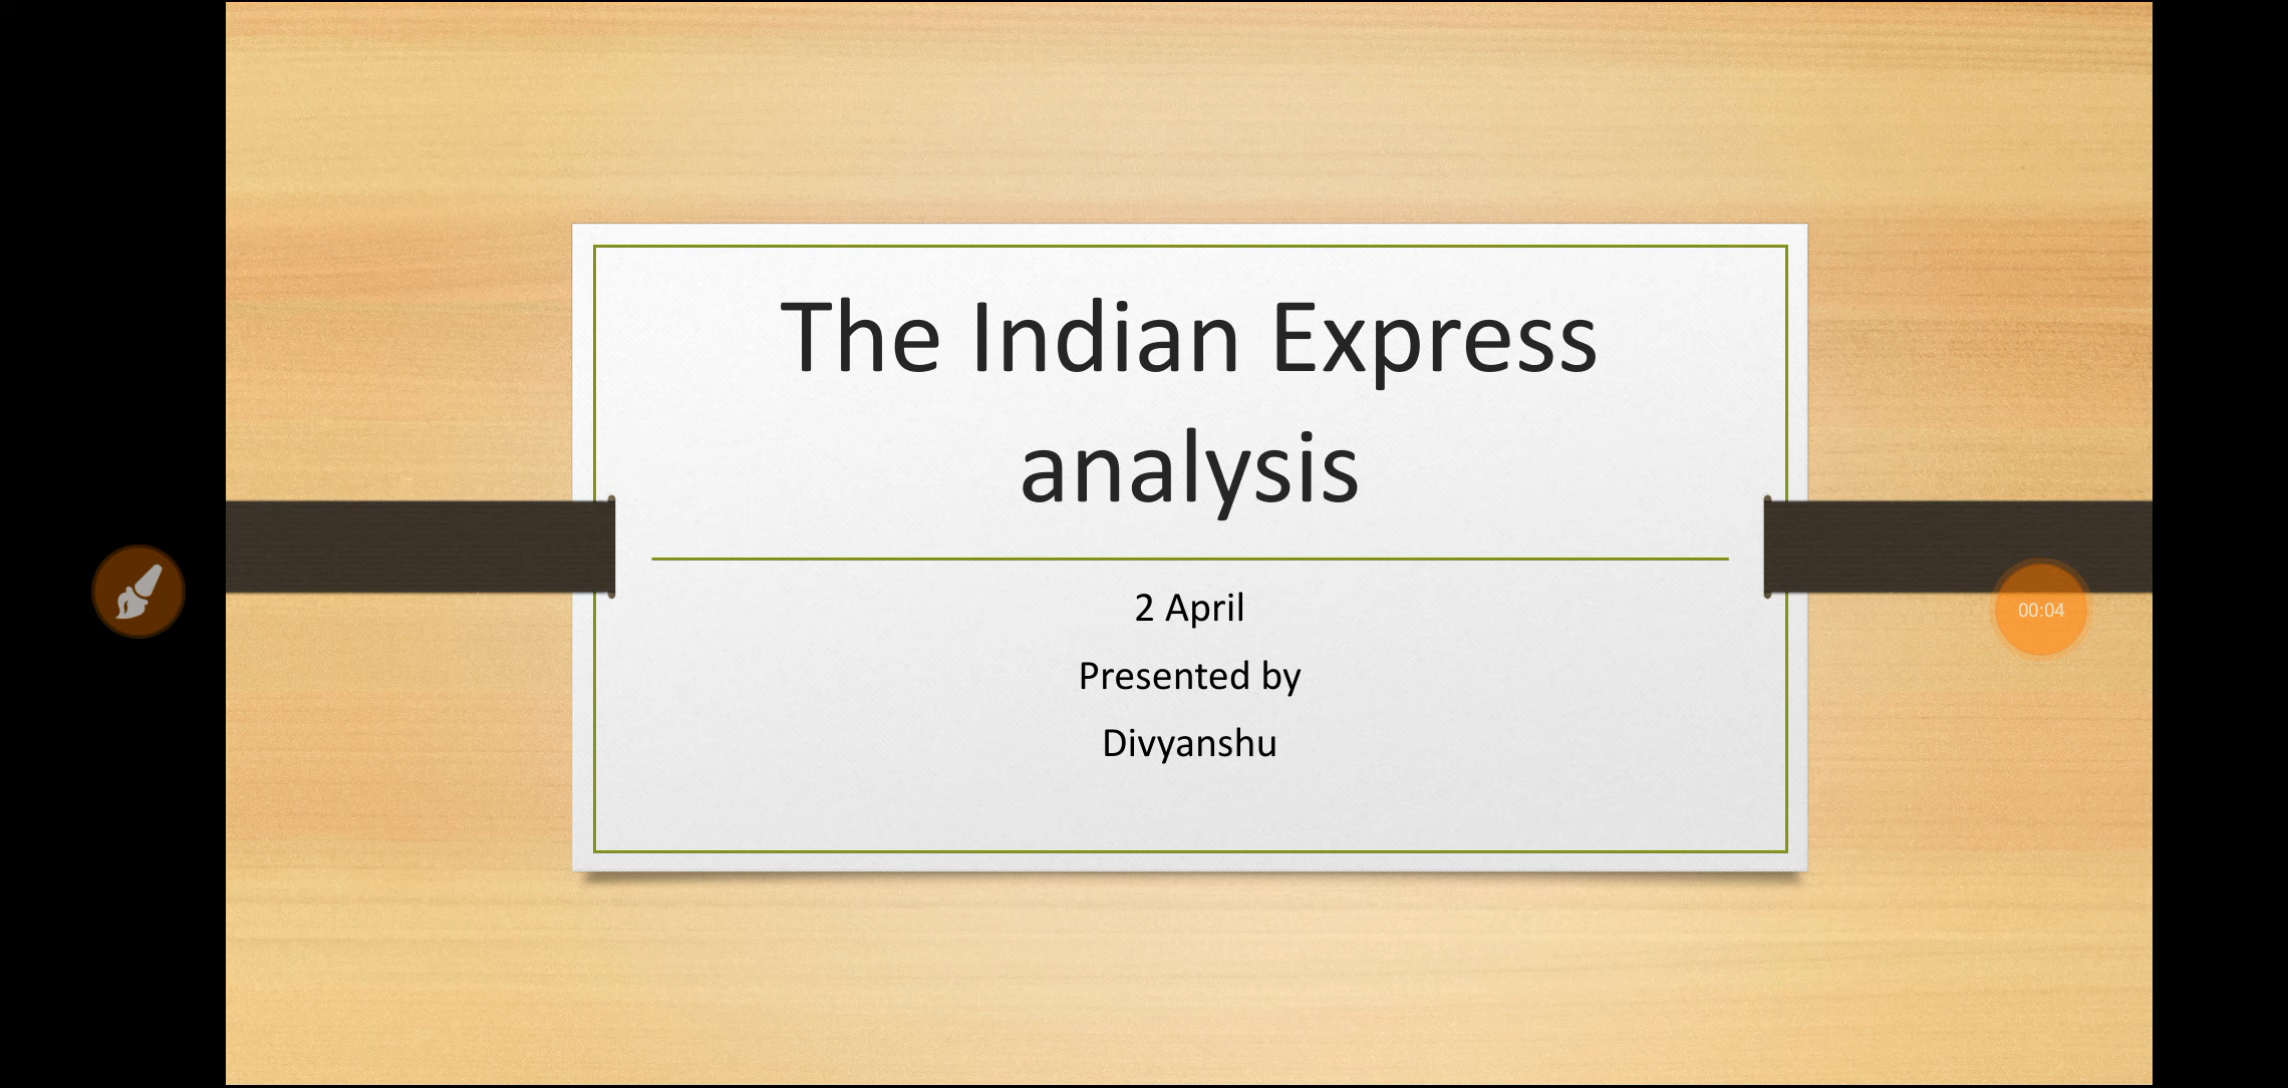 The Indian Express
analysis
2 April
Presented by
Divyanshu
00:04